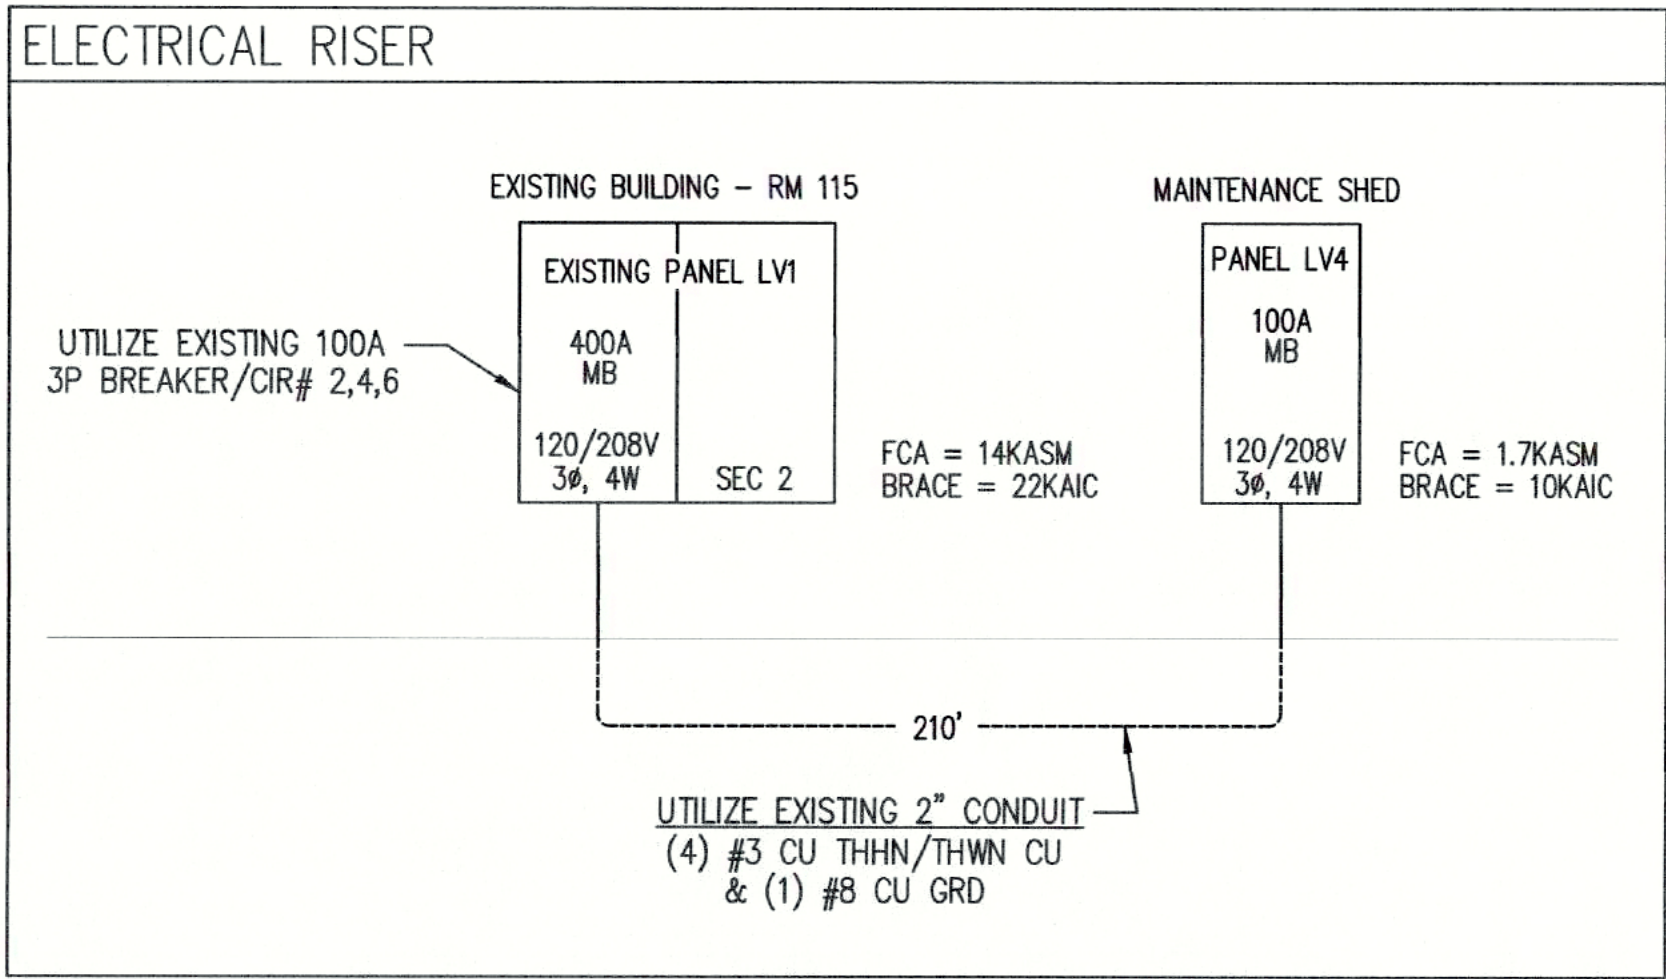 ELECTRICAL RISER
EXISTING BUILDING - RM 115
EXISTING PANEL LV1
400A
MB
120/208V
3ø, 4W
SEC 2
UTILIZE EXISTING 100A
3P BREAKER/CIR# 2,4,6
FCA = 14KASM
BRACE = 22KAIC
MAINTENANCE SHED
PANEL LV4
100A
MB
120/208V
3ø, 4W
FCA = 1.7KASM
BRACE = 10KAIC
210'
UTILIZE EXISTING 2" CONDUIT
(4) #3 CU THHN/THWN CU
& (1) #8 CU GRD